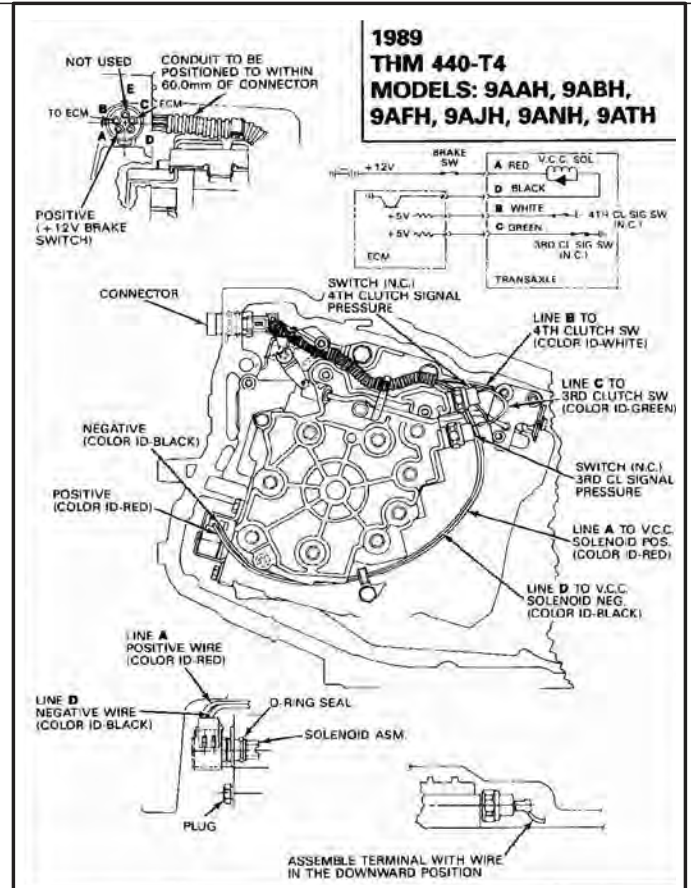 1989
THM 440-T4
MODELS: 9AAH, 9ABH,
9AFH, 9AJH, 9ANH, 9ATH
NOT USED
CONDUIT TO BE
POSITIONED TO WITHIN
60.0mm OF CONNECTOR
E
B
C
ECM
TO ECM
A
D
POSITIVE
(+12V BRAKE
SWITCH)
+12V
BRAKE
SW
A RED
V.C.C. SOL
D BLACK
B WHITE
4TH CL SIG SW
(N.C.)
+5V
C GREEN
+5V
3RD CL SIG SW
(N.C.)
ECM
TRANSAXLE
SWITCH (N.C.)
4TH CLUTCH SIGNAL
PRESSURE
CONNECTOR
LINE B TO
4TH CLUTCH SW
(COLOR ID-WHITE)
LINE C TO
3RD CLUTCH SW
(COLOR ID-GREEN)
NEGATIVE
(COLOR ID-BLACK)
SWITCH (N.C.)
3RD CL SIGNAL
PRESSURE
POSITIVE
(COLOR ID-RED)
LINE A TO V.C.C.
SOLENOID POS.
(COLOR ID-RED)
LINE D TO V.C.C.
SOLENOID NEG.
(COLOR ID-BLACK)
LINE A
POSITIVE WIRE
(COLOR ID-RED)
LINE D
NEGATIVE WIRE
(COLOR ID-BLACK)
O-RING SEAL
SOLENOID ASM.
PLUG
ASSEMBLE TERMINAL WITH WIRE
IN THE DOWNWARD POSITION